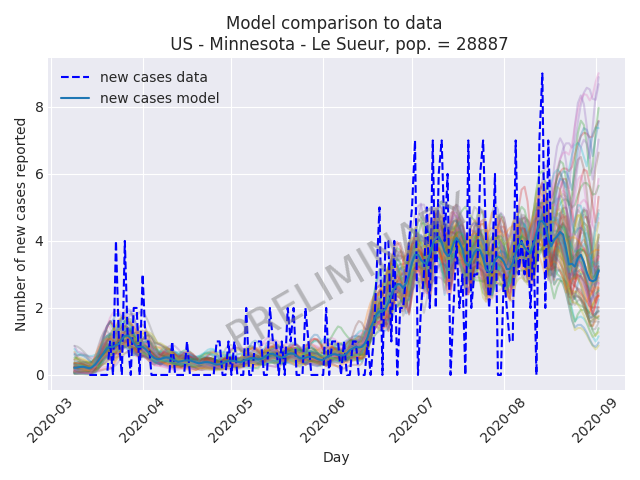 Model comparison to data
US - Minnesota - Le Sueur, pop. = 28887
new cases data
new cases model
Number of new cases reported
8
6
4
2
0
PRELIMINARY
2020-03
2020-04
2020-05
2020-06
2020-07
2020-08
2020-09
Day